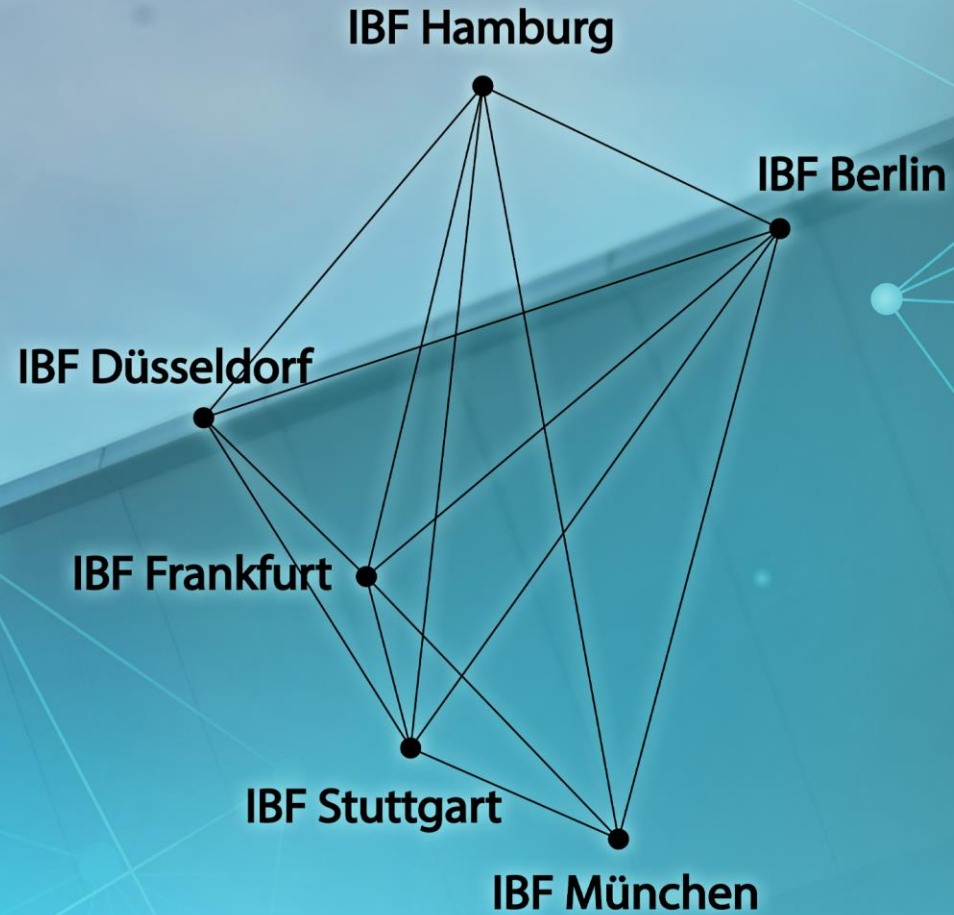 IBF Hamburg
IBF Berlin
IBF Düsseldorf
IBF Frankfurt
IBF Stuttgart
IBF München